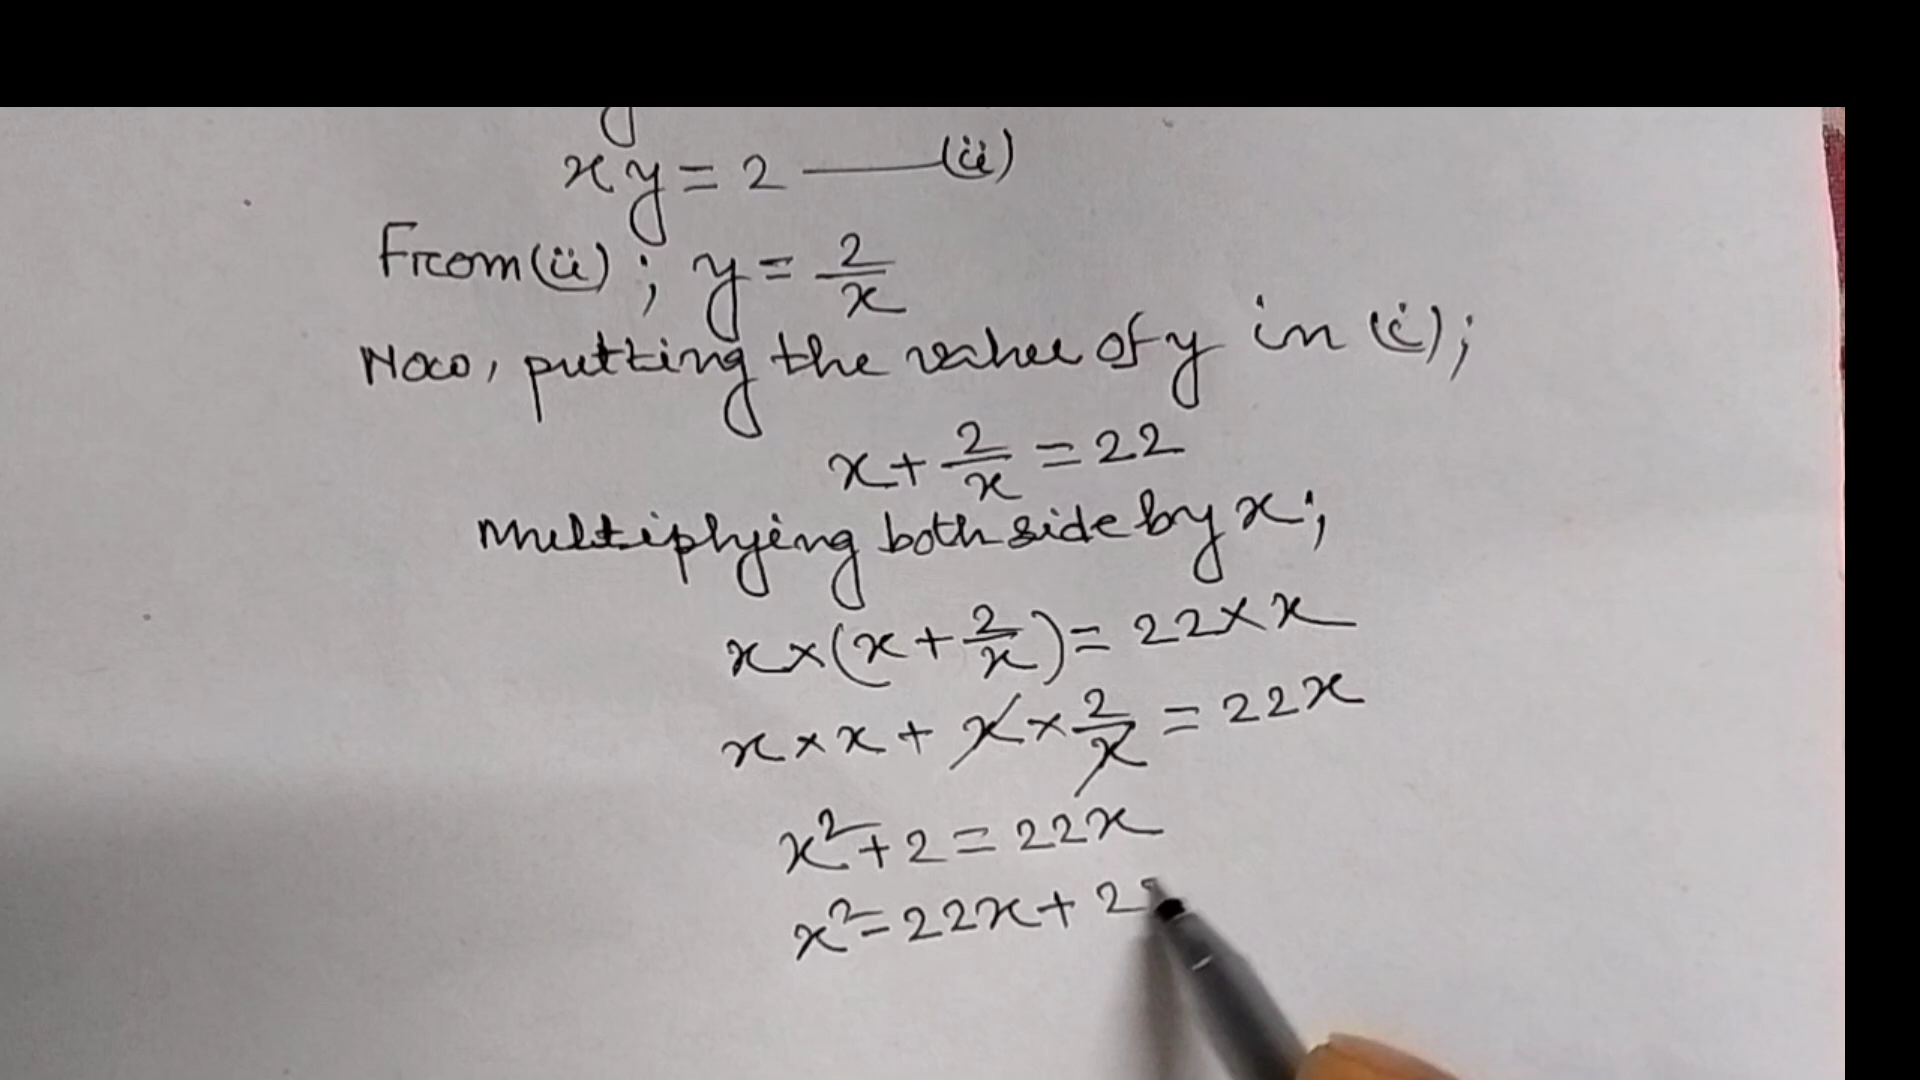 xy = 2 —— (ii)
From (ii) ; y = 2/x
Now, putting the value of y in (i) ;
x + 2/x = 22
Multiplying both side by x ;
x × (x + 2/x) = 22 × x
x × x + x × 2/x = 22x
x² + 2 = 22x
x² = 22x + 2